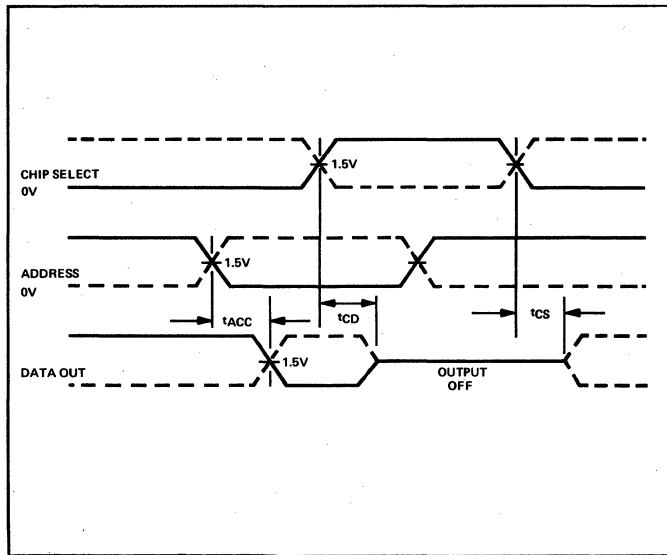 CHIP SELECT
0V
1.5V
ADDRESS
0V
1.5V
tACC
tCD
tCS
DATA OUT
1.5V
OUTPUT
OFF